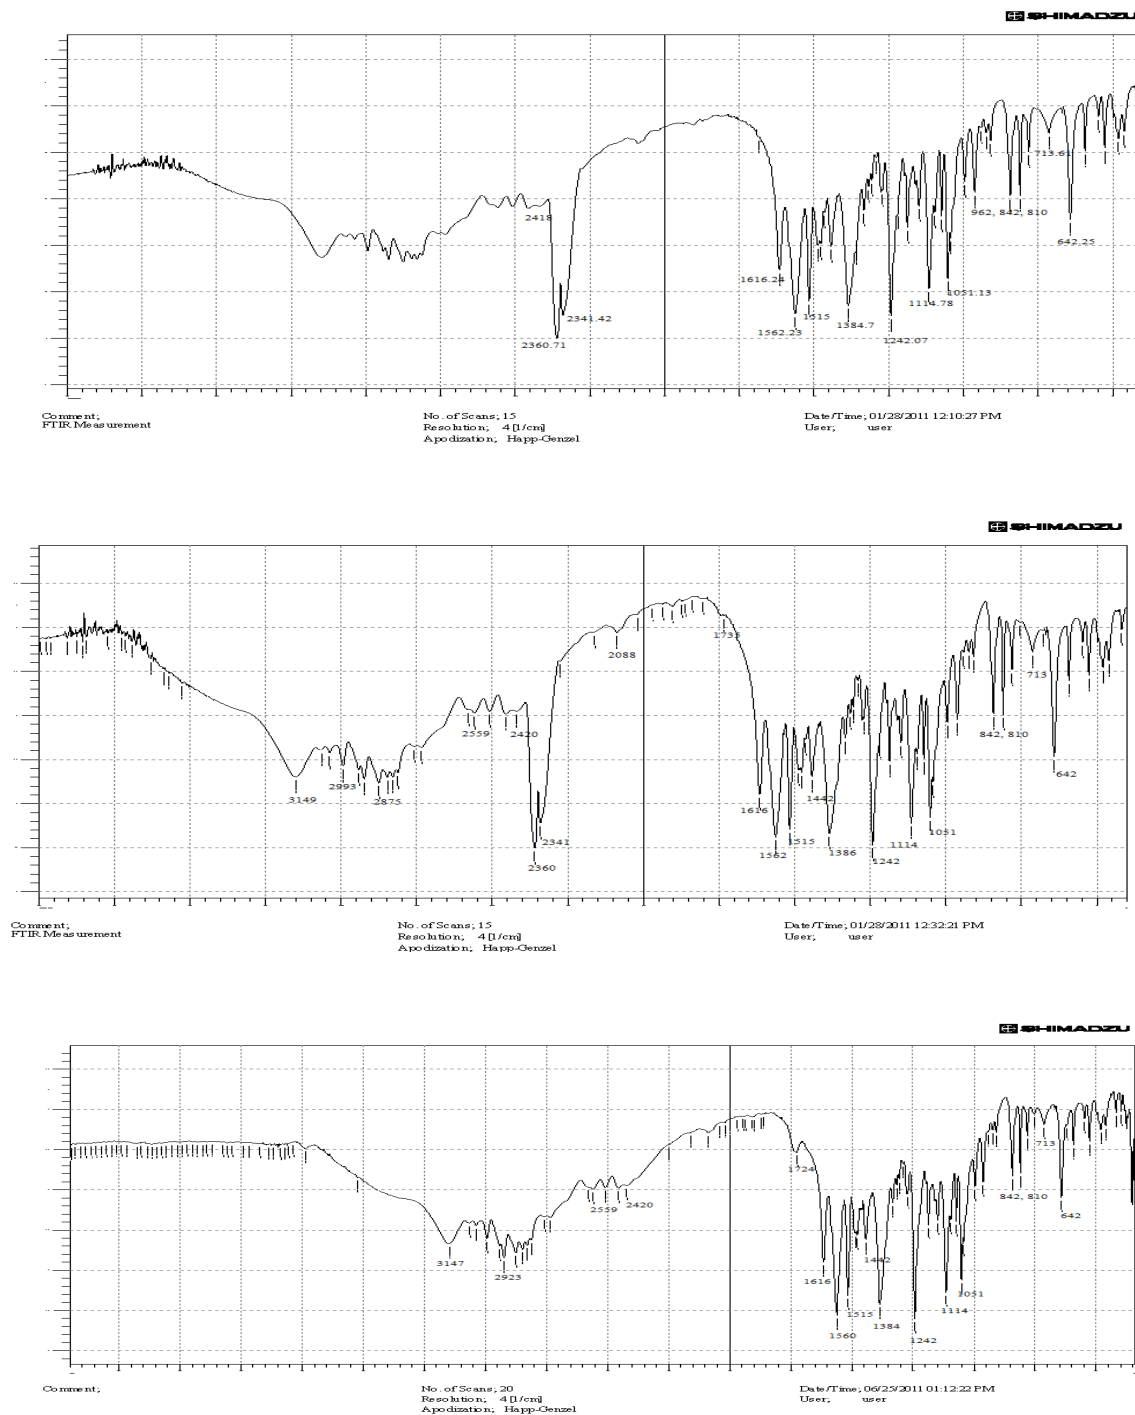 SHIMADZU
2418
2341.42
2360.71
1616.24
1562.23
1515
1384.7
1242.07
1114.78
1051.13
962, 842, 810
713.61
642.25
Comment;
FTIR Measurement
No. of Scans; 15
Resolution; 4 [1/cm]
Apodization; Happ-Genzel
Date/Time; 01/28/2011 12:10:27 PM
User; user
SHIMADZU
3149
2993
2875
2559
2420
2341
2360
2088
1735
1616
1562
1515
1442
1386
1242
1114
1051
842, 810
713
642
Comment;
FTIR Measurement
No. of Scans; 15
Resolution; 4 [1/cm]
Apodization; Happ-Genzel
Date/Time; 01/28/2011 12:32:21 PM
User; user
SHIMADZU
3147
2923
2559
2420
1724
1616
1560
1515
1442
1384
1242
1114
1051
842, 810
713
642
Comment;
No. of Scans; 20
Resolution; 4 [1/cm]
Apodization; Happ-Genzel
Date/Time; 06/25/2011 01:12:22 PM
User; user